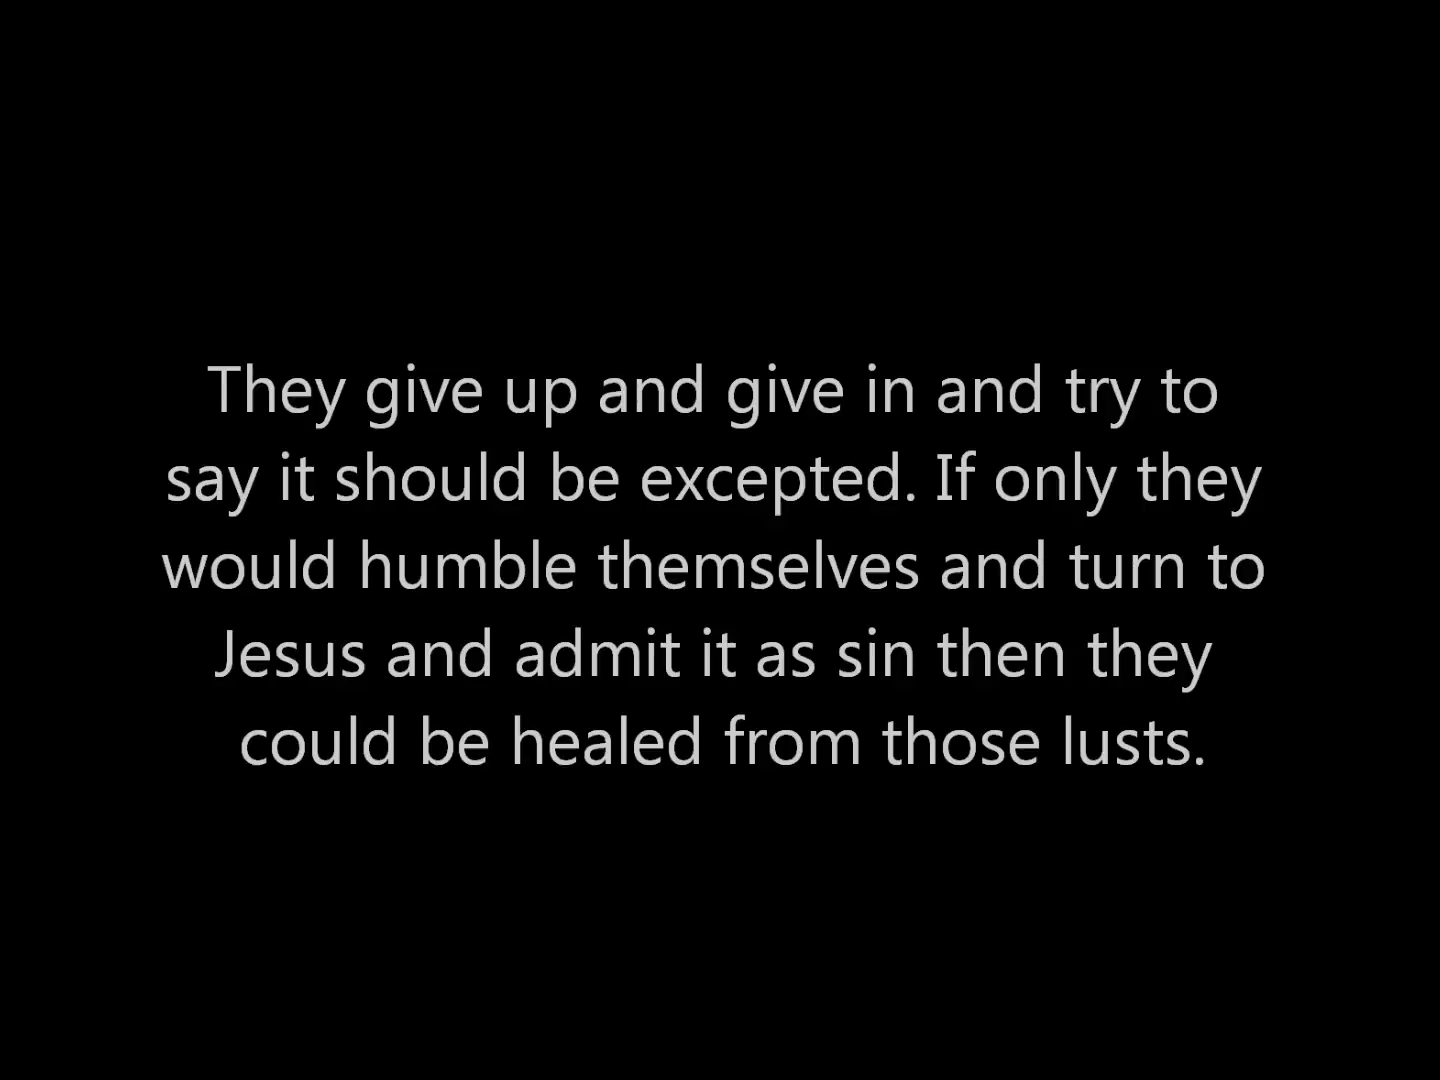 They give up and give in and try to
say it should be excepted. If only they
would humble themselves and turn to
Jesus and admit it as sin then they
could be healed from those lusts.